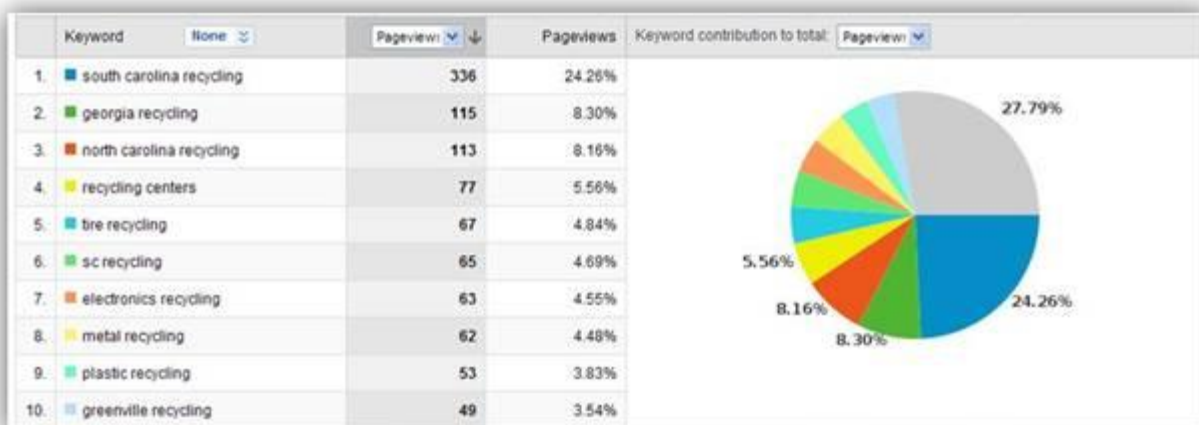 Keyword None Pageviews Pageviews Keyword contribution to total: Pageviews
1. south carolina recycling 336 24.26%
2. georgia recycling 115 8.30%
3. north carolina recycling 113 8.16%
4. recycling centers 77 5.56%
5. tire recycling 67 4.84%
6. sc recycling 65 4.69%
7. electronics recycling 63 4.55%
8. metal recycling 62 4.48%
9. plastic recycling 53 3.83%
10. greenville recycling 49 3.54%
27.79%
5.56%
24.26%
8.16%
8.30%